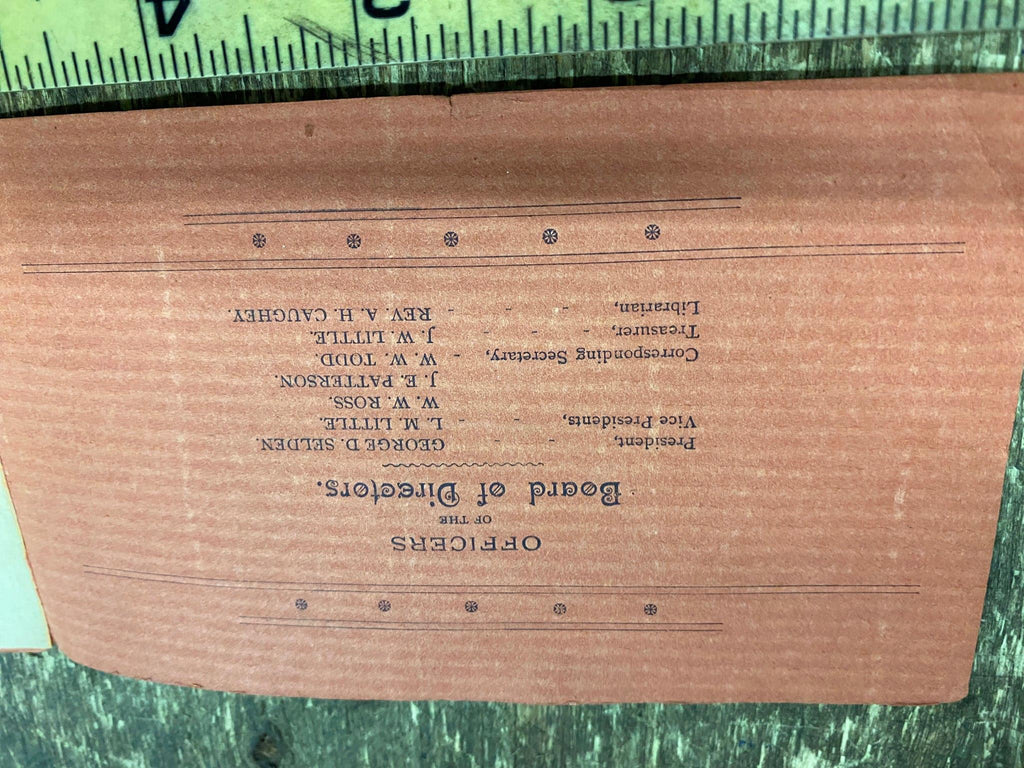 OFFICERS
OF THE
Board of Directors.
President, - - GEORGE D. SELDEN.
Vice Presidents, - - L. M. LITTLE.
W. W. ROSS.
J. E. PATTERSON.
Corresponding Secretary, - W. W. TODD.
Treasurer, - - - - J. W. LITTLE.
Librarian, - - - REV. A. H. CAUGHEY.
4